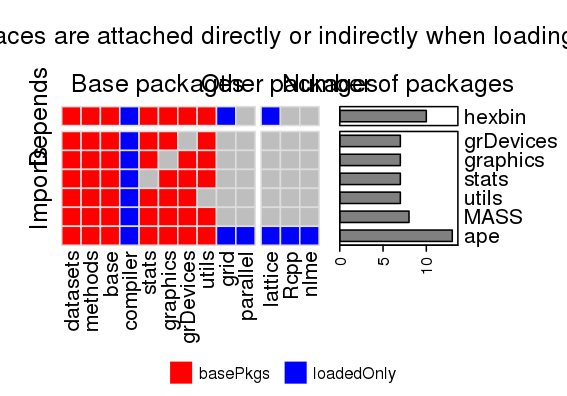 aces are attached directly or indirectly when loading
Base packages
Other packages
Number of packages
Depends
Imports
hexbin
grDevices
graphics
stats
utils
MASS
ape
0
5
10
datasets
methods
base
compiler
stats
graphics
grDevices
utils
grid
parallel
lattice
Rcpp
nlme
basePkgs
loadedOnly